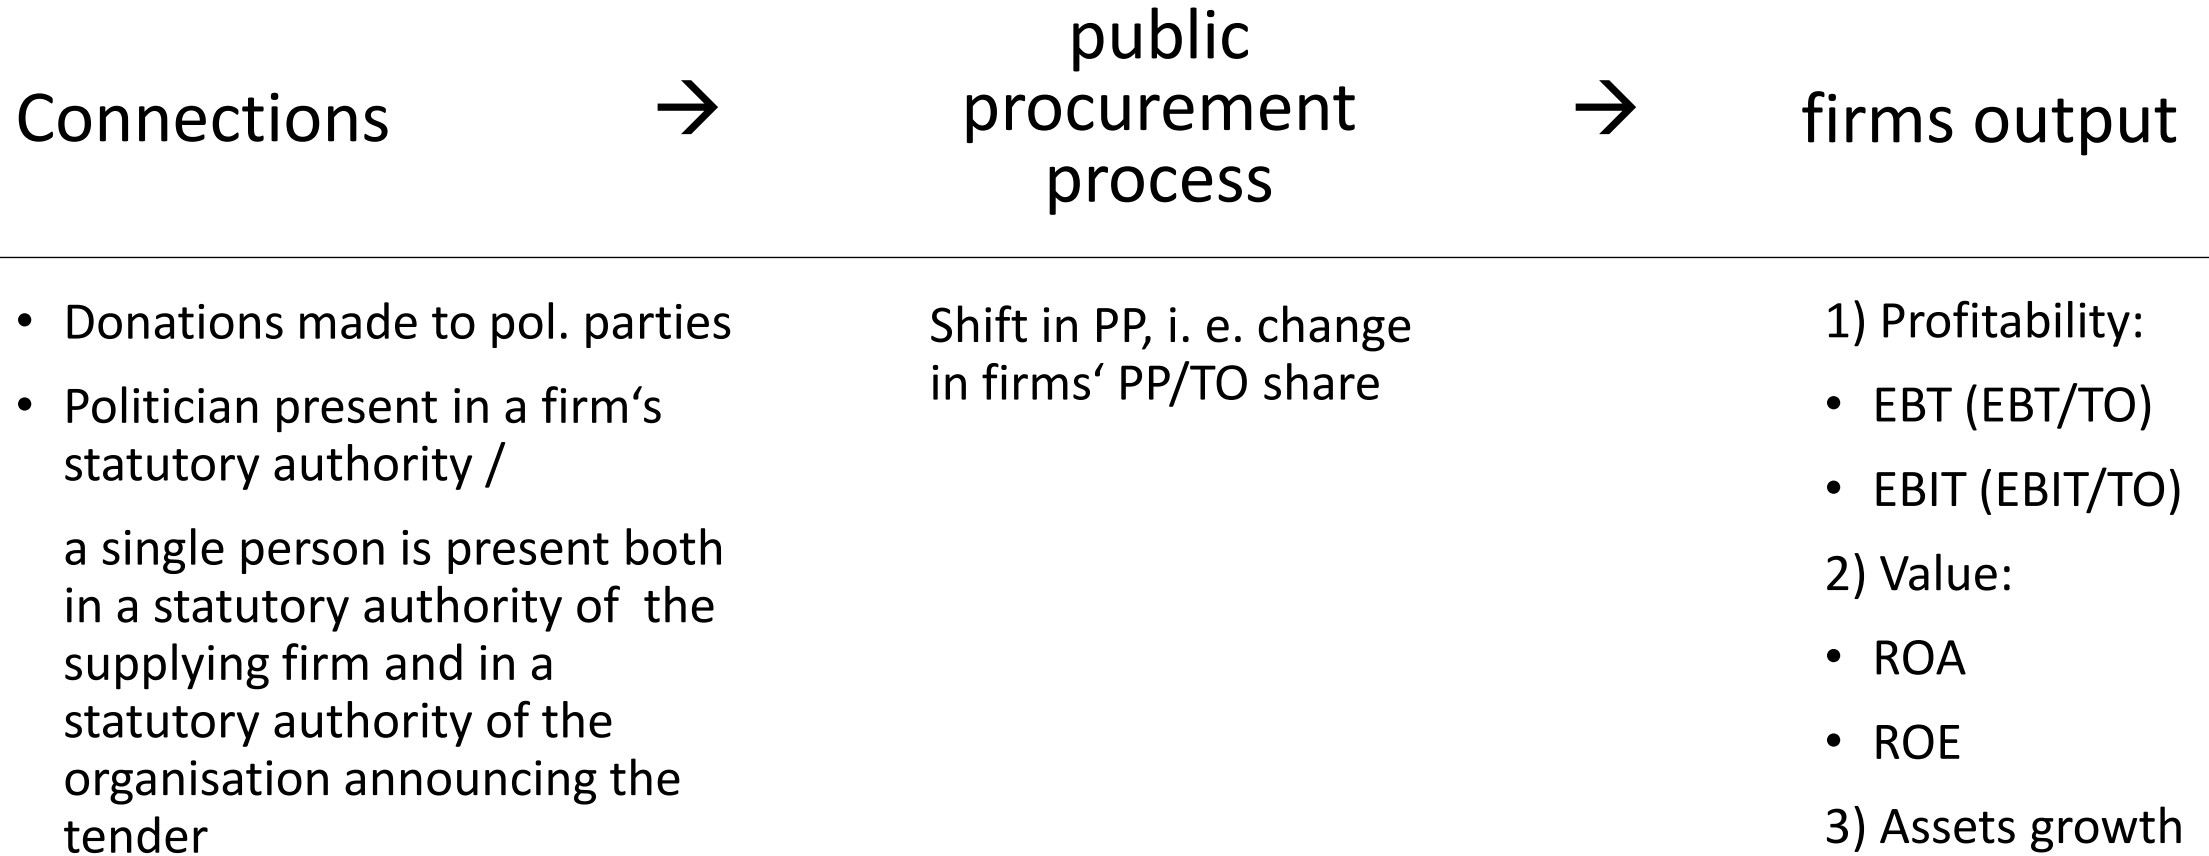 Connections
→
public
procurement
process
→
firms output
• Donations made to pol. parties
• Politician present in a firm‘s
statutory authority /
a single person is present both
in a statutory authority of  the
supplying firm and in a
statutory authority of the
organisation announcing the
tender
Shift in PP, i. e. change
in firms‘ PP/TO share
1) Profitability:
• EBT (EBT/TO)
• EBIT (EBIT/TO)
2) Value:
• ROA
• ROE
3) Assets growth